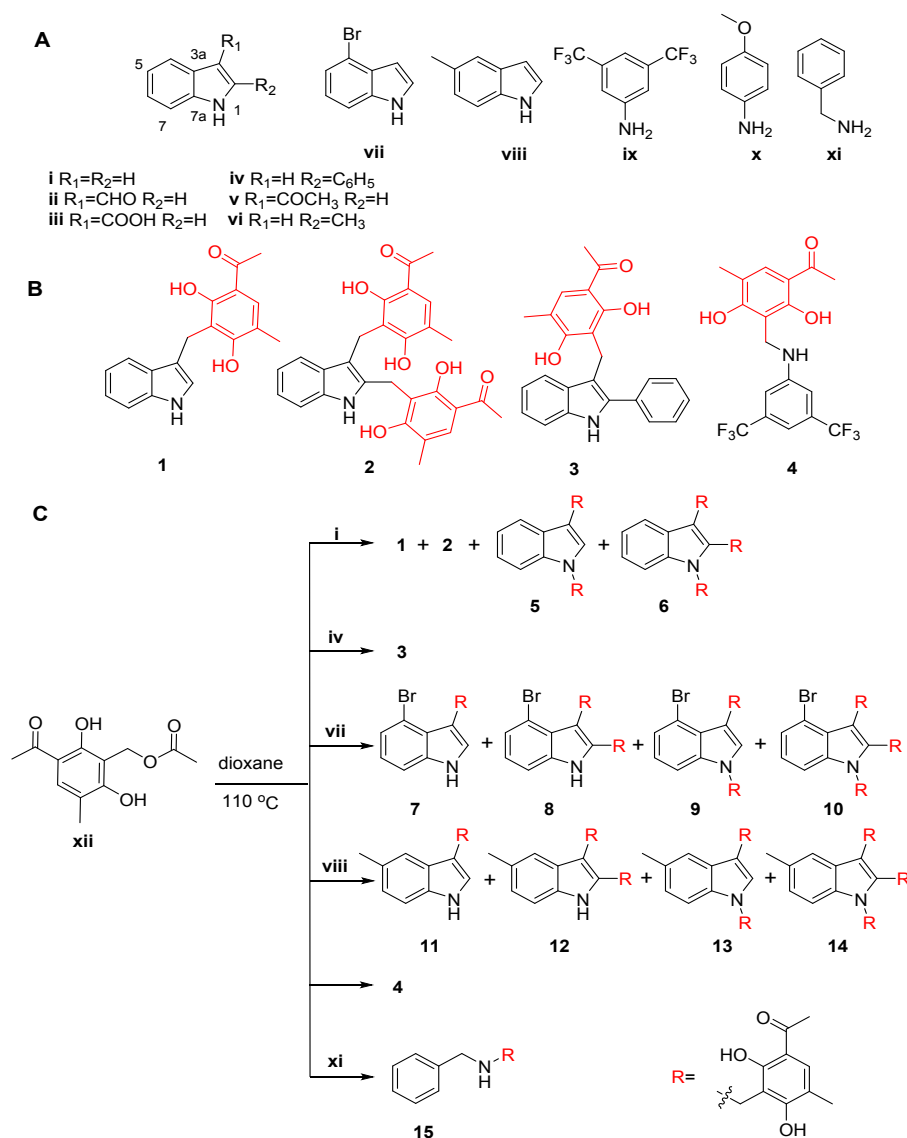 A
R1
3a
5
R2
7
7a
N
H
1
Br
N
H
vii
N
H
viii
F3C
CF3
NH2
ix
O
NH2
x
NH2
xi
i R1=R2=H
iv R1=H R2=C6H5
ii R1=CHO R2=H
v R1=COCH3 R2=H
iii R1=COOH R2=H
vi R1=H R2=CH3
B
O
HO
HO
N
H
1
O
HO
HO
HO
O
N
H
HO
2
O
OH
HO
N
H
3
O
HO
OH
NH
F3C
CF3
4
C
i
1 + 2 +
R
N
R
5
+
R
R
N
R
6
iv
3
O
OH
O
O
OH
xii
dioxane
110 °C
vii
Br
R
N
H
7
+
Br
R
R
N
H
8
+
Br
R
N
R
9
+
Br
R
R
N
R
10
viii
R
N
H
11
+
R
R
N
H
12
+
R
N
R
13
+
R
R
N
R
14
4
xi
N
H
R
15
R=
O
HO
OH